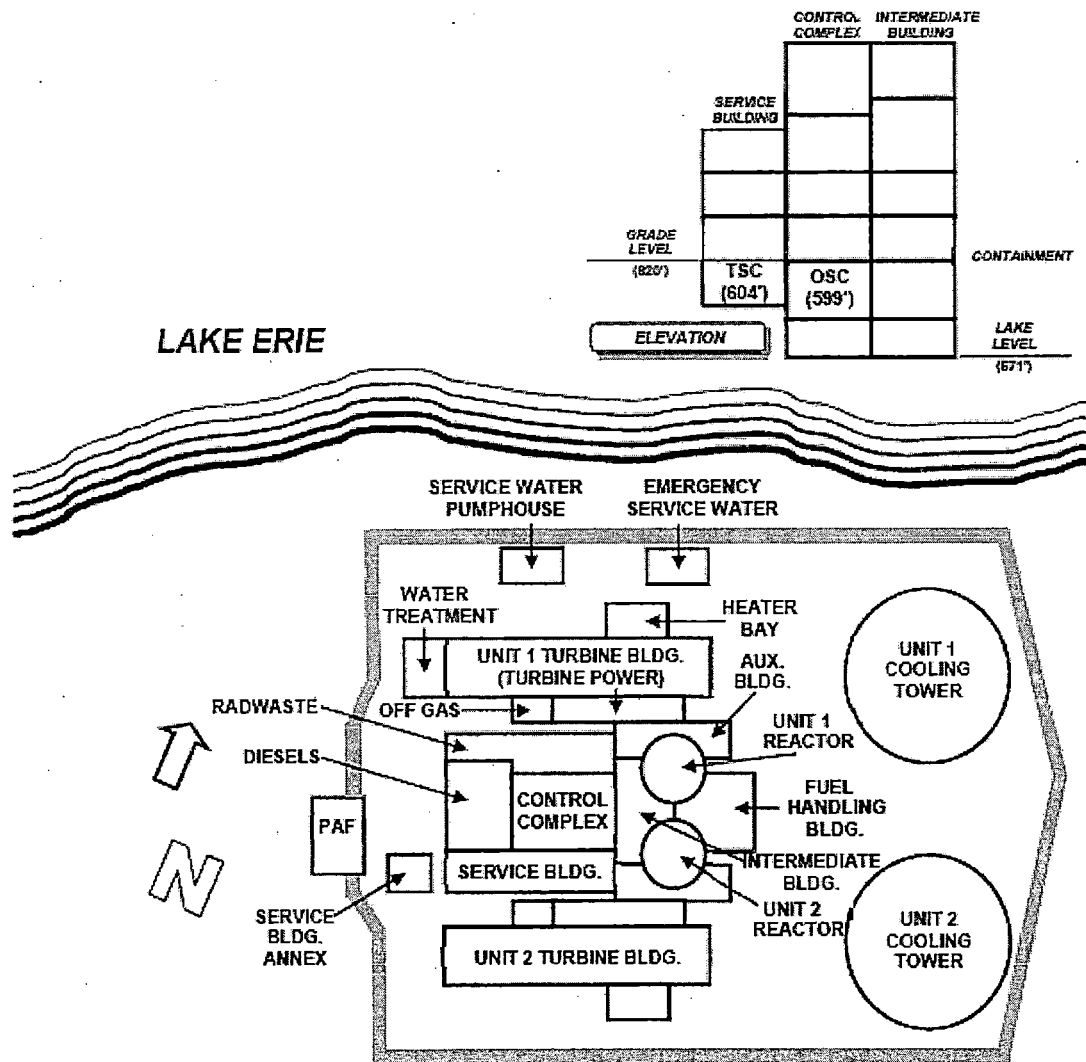 CONTROL
COMPLEX
INTERMEDIATE
BUILDING
SERVICE
BUILDING
GRADE
LEVEL
(620')
TSC
(604')
OSC
(599')
CONTAINMENT
ELEVATION
LAKE
LEVEL
(571')
LAKE ERIE
SERVICE WATER
PUMPHOUSE
EMERGENCY
SERVICE WATER
WATER
TREATMENT
HEATER
BAY
UNIT 1 TURBINE BLDG.
(TURBINE POWER)
AUX.
BLDG.
UNIT 1
COOLING
TOWER
OFF GAS
RADWASTE
UNIT 1
REACTOR
DIESELS
CONTROL
COMPLEX
FUEL
HANDLING
BLDG.
PAF
SERVICE BLDG.
INTERMEDIATE
BLDG.
N
SERVICE
BLDG.
ANNEX
UNIT 2
REACTOR
UNIT 2
COOLING
TOWER
UNIT 2 TURBINE BLDG.